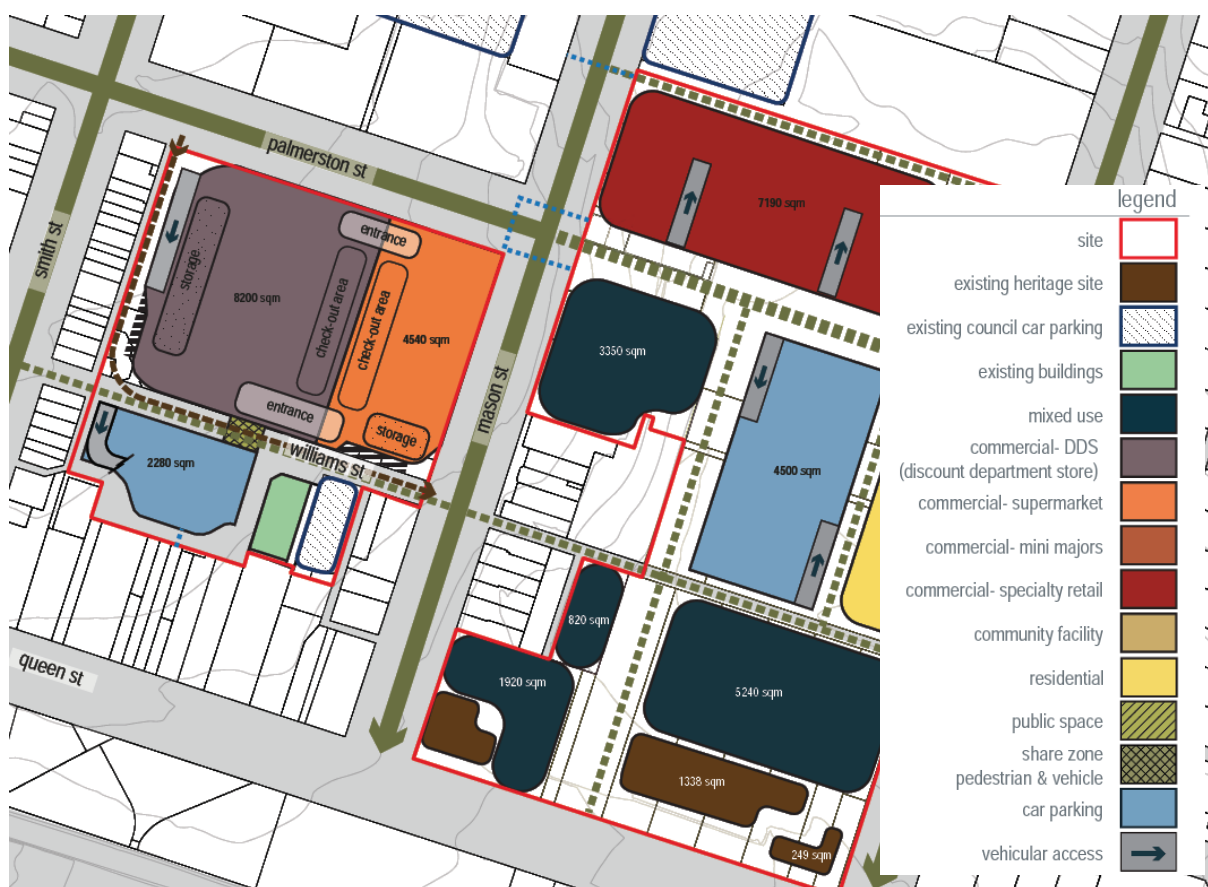 palmerston st
smith st
storage
8200 sqm
entrance
check-out area
check-out area
4540 sqm
entrance
storage
williams st
2280 sqm
mason st
queen st
7190 sqm
3350 sqm
4500 sqm
820 sqm
1920 sqm
5240 sqm
1338 sqm
249 sqm
legend
site
existing heritage site
existing council car parking
existing buildings
mixed use
commercial- DDS
(discount department store)
commercial- supermarket
commercial- mini majors
commercial- specialty retail
community facility
residential
public space
share zone
pedestrian & vehicle
car parking
vehicular access